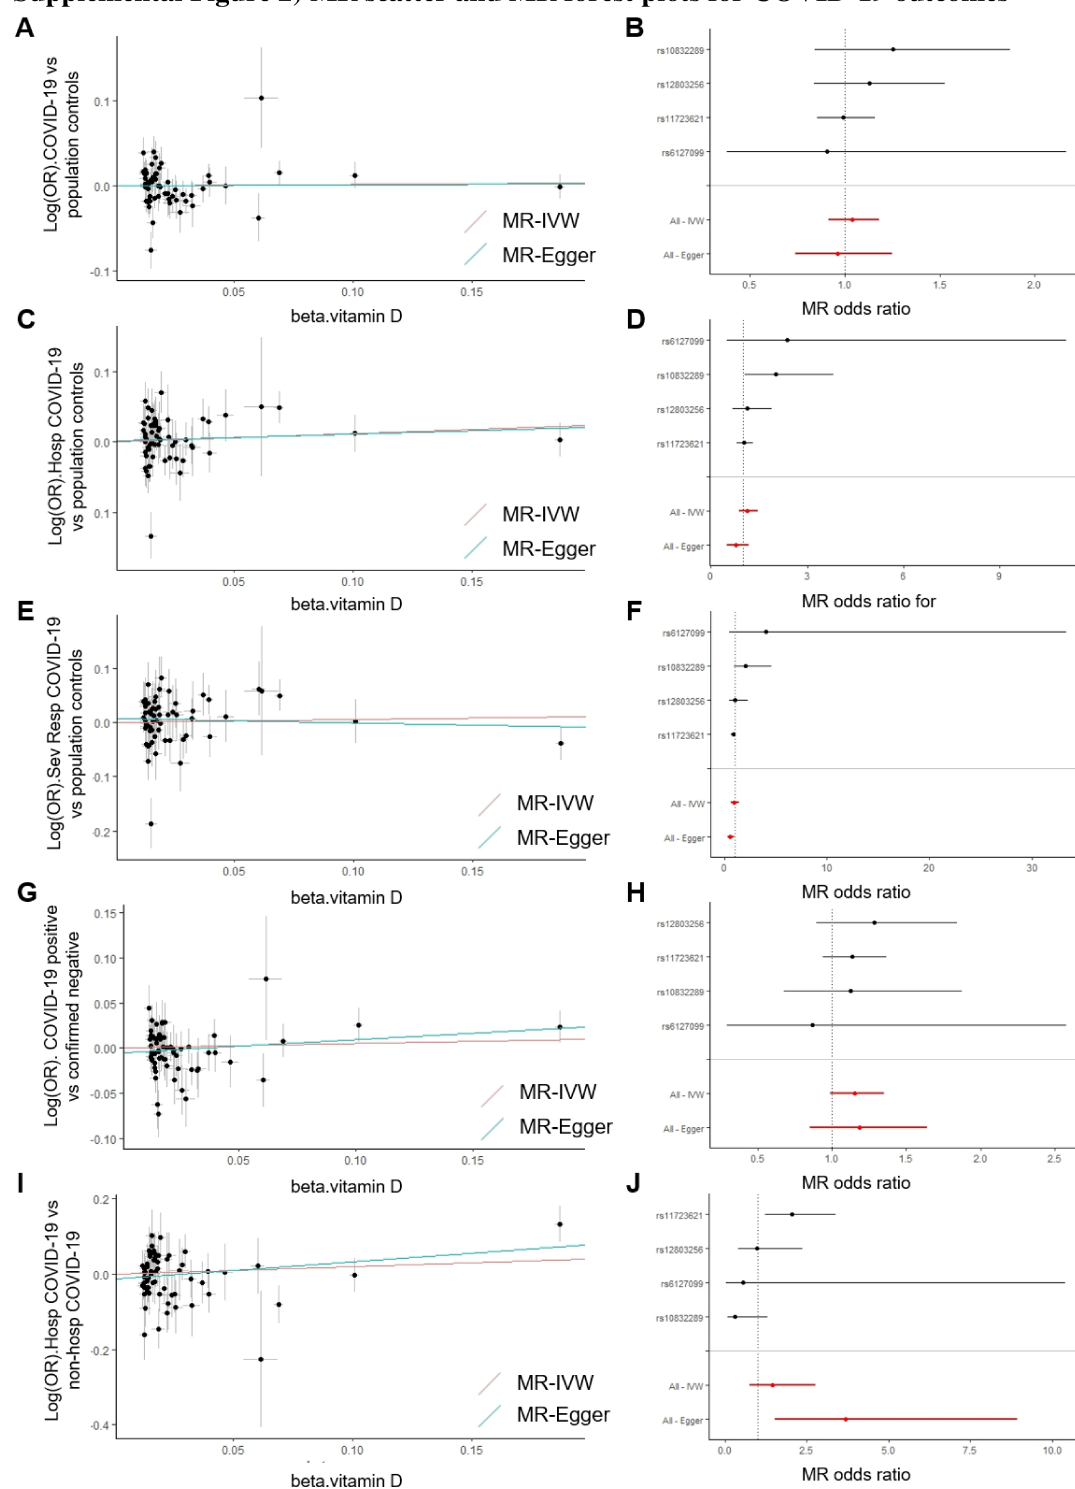 Supplemental Figure 2, MR scatter and MR forest plots for COVID-19 outcomes
A
Log(OR).COVID-19 vs
population controls
0.1
0.0
-0.1
0.05
0.10
0.15
beta.vitamin D
MR-IVW
MR-Egger
B
rs10832289
rs12803256
rs11723621
rs6127099
All - IVW
All - Egger
0.5
1.0
1.5
2.0
MR odds ratio
C
Log(OR).Hosp COVID-19
vs population controls
0.1
0.0
0.1
0.05
0.10
0.15
beta.vitamin D
MR-IVW
MR-Egger
D
rs6127099
rs10832289
rs12803256
rs11723621
All - IVW
All - Egger
0
3
6
9
MR odds ratio for
E
Log(OR).Sev Resp COVID-19
vs population controls
0.1
0.0
-0.1
-0.2
0.05
0.10
0.15
beta.vitamin D
MR-IVW
MR-Egger
F
rs6127099
rs10832289
rs12803256
rs11723621
All - IVW
All - Egger
0
10
20
30
MR odds ratio
G
Log(OR). COVID-19 positive
vs confirmed negative
0.15
0.10
0.05
0.00
-0.05
-0.10
0.05
0.10
0.15
beta.vitamin D
MR-IVW
MR-Egger
H
rs12803256
rs11723621
rs10832289
rs6127099
All - IVW
All - Egger
0.5
1.0
1.5
2.0
2.5
MR odds ratio
I
Log(OR).Hosp COVID-19 vs
non-hosp COVID-19
0.2
0.0
-0.2
-0.4
0.05
0.10
0.15
beta.vitamin D
MR-IVW
MR-Egger
J
rs11723621
rs12803256
rs6127099
rs10832289
All - IVW
All - Egger
0.0
2.5
5.0
7.5
10.0
MR odds ratio